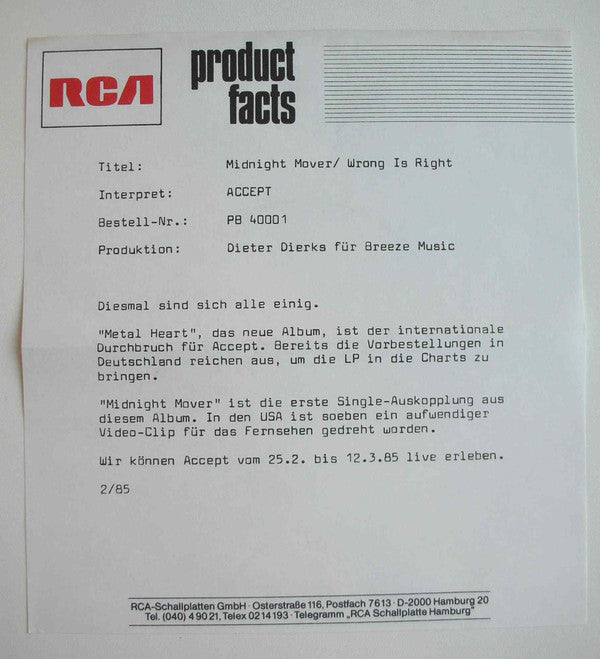 RCA
product
facts
Titel: Midnight Mover/ Wrong Is Right
Interpret: ACCEPT
Bestell-Nr.: PB 40001
Produktion: Dieter Dierks für Breeze Music
Diesmal sind sich alle einig.
"Metal Heart", das neue Album, ist der internationale
Durchbruch für Accept. Bereits die Vorbestellungen in
Deutschland reichen aus, um die LP in die Charts zu
bringen.
"Midnight Mover" ist die erste Single-Auskopplung aus
diesem Album. In den USA ist soeben ein aufwendiger
Video-Clip für das Fernsehen gedreht worden.
Wir können Accept vom 25.2. bis 12.3.85 live erleben.
2/85
RCA-Schallplatten GmbH · Osterstraße 116, Postfach 7613 · D-2000 Hamburg 20
Tel. (040) 4 90 21, Telex 02 14 193 · Telegramm „RCA Schallplatte Hamburg"